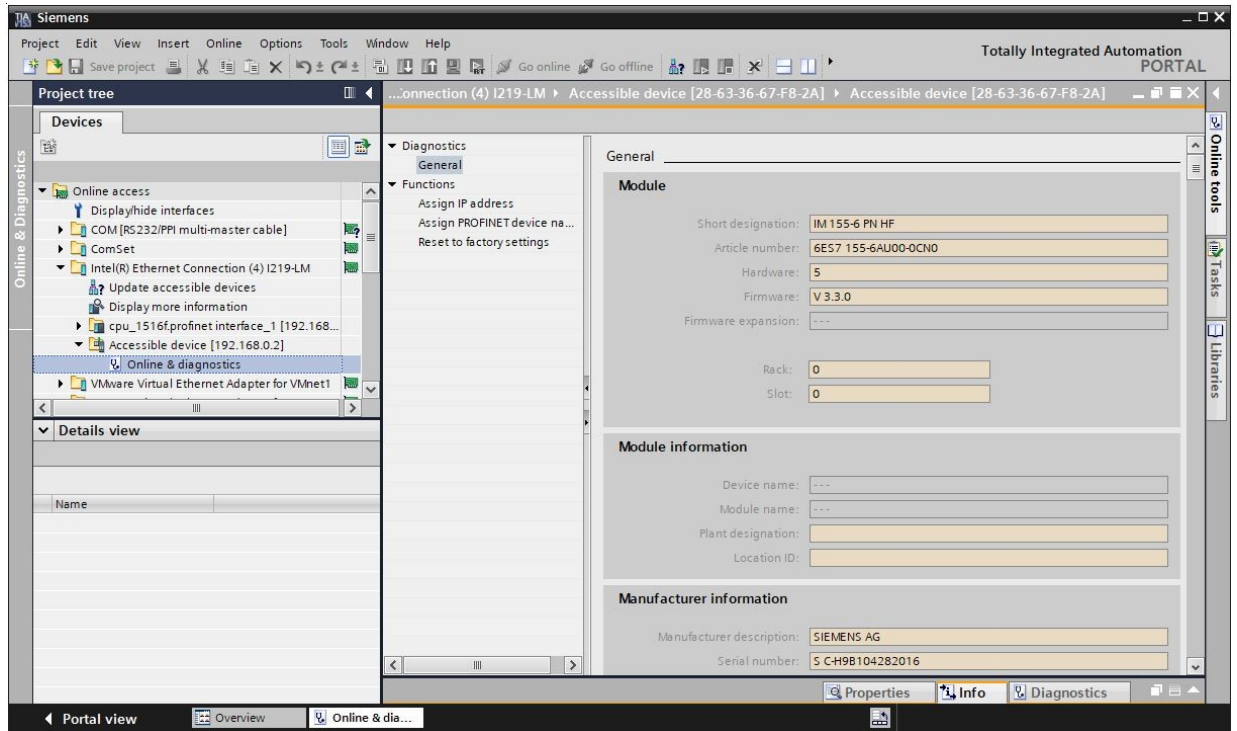 Siemens
Project Edit View Insert Online Options Tools Window Help
Totally Integrated Automation
PORTAL
Save project Go online Go offline
Project tree
...onnection (4) I219-LM Accessible device [28-63-36-67-F8-2A] Accessible device [28-63-36-67-F8-2A]
Devices
Online & Diagnostics
Online access
Display/hide interfaces
COM [RS232/PPI multi-master cable]
ComSet
Intel(R) Ethernet Connection (4) I219-LM
Update accessible devices
Display more information
cpu_1516f.profinet interface_1 [192.168...
Accessible device [192.168.0.2]
Online & diagnostics
VMware Virtual Ethernet Adapter for VMnet1
Details view
Name
Diagnostics
General
Functions
Assign IP address
Assign PROFINET device na...
Reset to factory settings
General
Module
Short designation: IM 155-6 PN HF
Article number: 6ES7 155-6AU00-0CN0
Hardware: 5
Firmware: V 3.3.0
Firmware expansion: ---
Rack: 0
Slot: 0
Module information
Device name: ---
Module name: ---
Plant designation:
Location ID:
Manufacturer information
Manufacturer description: SIEMENS AG
Serial number: S C-H9B104282016
Online tools
Tasks
Libraries
Properties Info Diagnostics
Portal view Overview Online & dia...